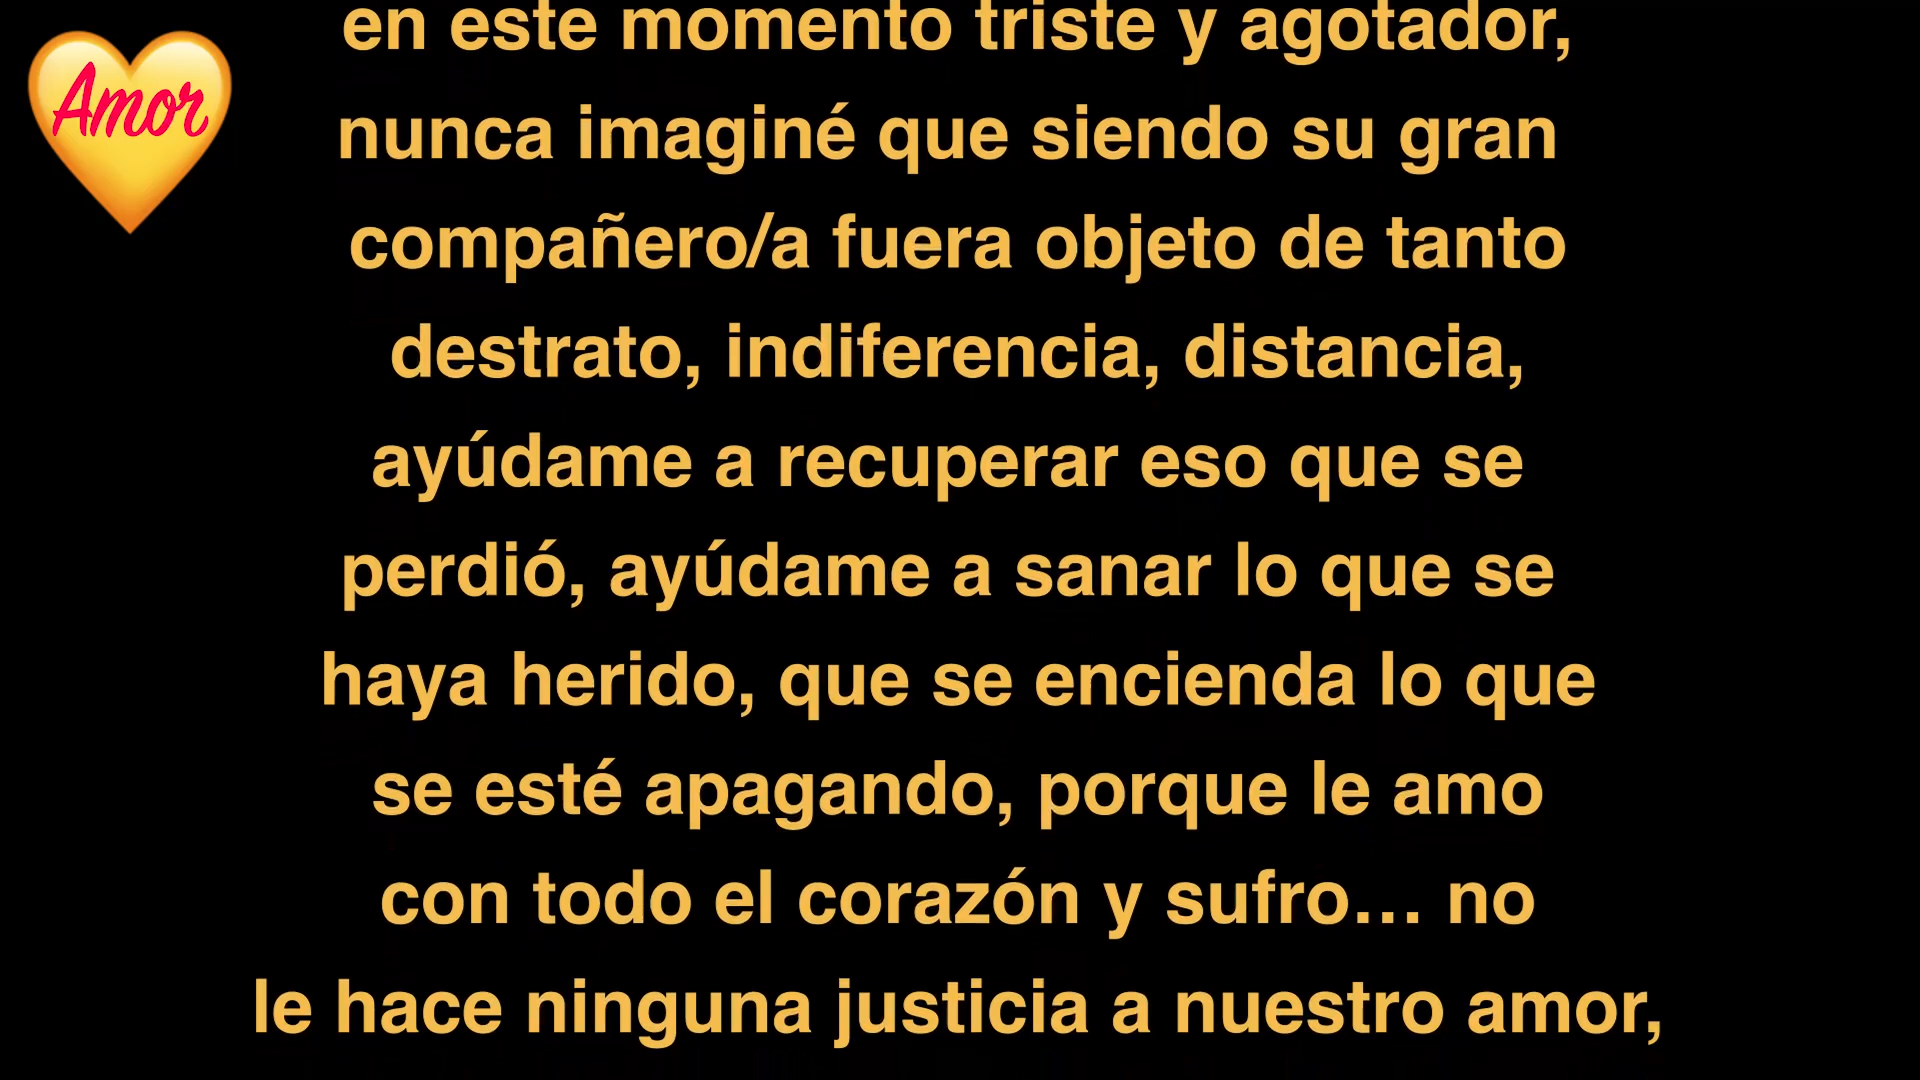 Amor
en este momento triste y agotador,
nunca imaginé que siendo su gran
compañero/a fuera objeto de tanto
destrato, indiferencia, distancia,
ayúdame a recuperar eso que se
perdió, ayúdame a sanar lo que se
haya herido, que se encienda lo que
se esté apagando, porque le amo
con todo el corazón y sufro… no
le hace ninguna justicia a nuestro amor,